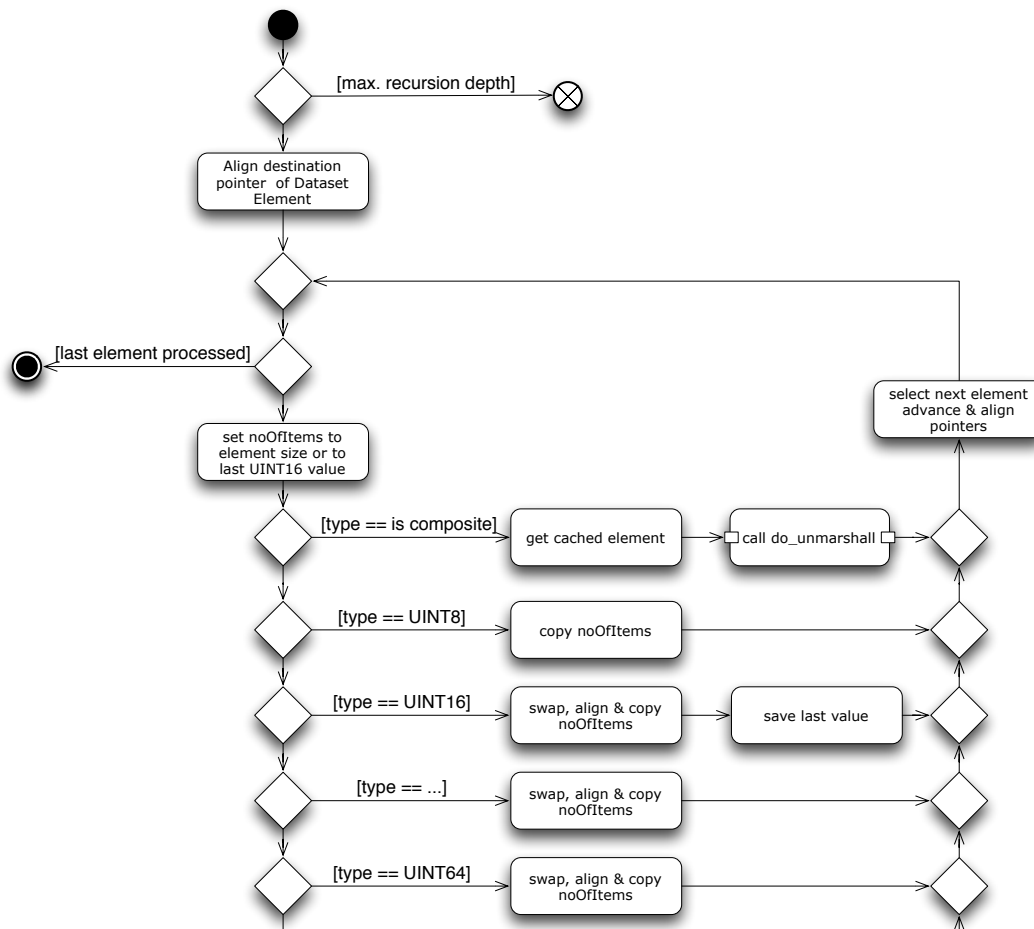 [max. recursion depth]
Align destination
pointer of Dataset
Element
[last element processed]
select next element
advance & align
pointers
set noOfItems to
element size or to
last UINT16 value
[type == is composite]
get cached element
call do_unmarshall
[type == UINT8]
copy noOfItems
[type == UINT16]
swap, align & copy
noOfItems
save last value
[type == ...]
swap, align & copy
noOfItems
[type == UINT64]
swap, align & copy
noOfItems